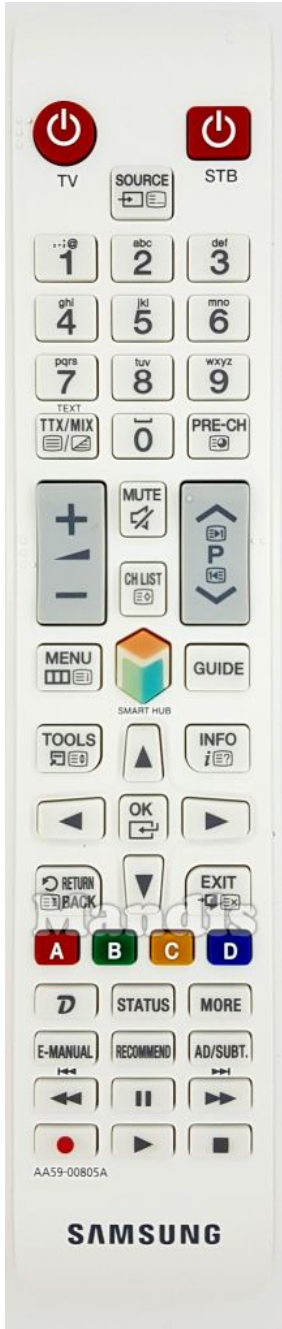 TV
STB
SOURCE
.,-;@ abc def
1 2 3
ghi jkl mno
4 5 6
pqrs tuv wxyz
7 8 9
TEXT
TTX/MIX 0 PRE-CH
MUTE
+
P
−
CH LIST
MENU GUIDE
SMART HUB
TOOLS INFO
i
OK
RETURN EXIT
BACK
Mandis
A B C D
D STATUS MORE
E-MANUAL RECOMMEND AD/SUBT.
AA59-00805A
SAMSUNG